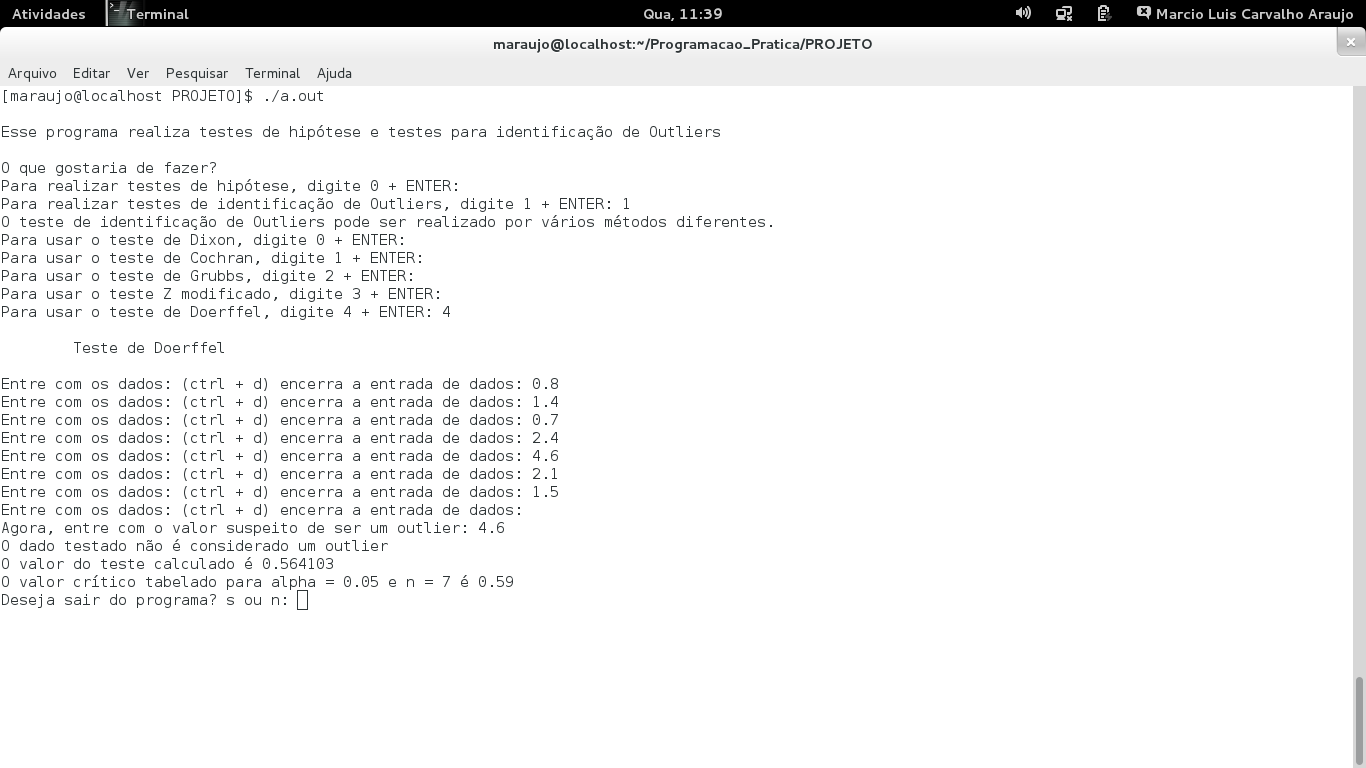 Atividades Terminal Qua, 11:39 Marcio Luis Carvalho Araujo
maraujo@localhost:~/Programacao_Pratica/PROJETO
Arquivo Editar Ver Pesquisar Terminal Ajuda
[maraujo@localhost PROJETO]$ ./a.out
Esse programa realiza testes de hipótese e testes para identificação de Outliers
O que gostaria de fazer?
Para realizar testes de hipótese, digite 0 + ENTER:
Para realizar testes de identificação de Outliers, digite 1 + ENTER: 1
O teste de identificação de Outliers pode ser realizado por vários métodos diferentes.
Para usar o teste de Dixon, digite 0 + ENTER:
Para usar o teste de Cochran, digite 1 + ENTER:
Para usar o teste de Grubbs, digite 2 + ENTER:
Para usar o teste Z modificado, digite 3 + ENTER:
Para usar o teste de Doerffel, digite 4 + ENTER: 4
Teste de Doerffel
Entre com os dados: (ctrl + d) encerra a entrada de dados: 0.8
Entre com os dados: (ctrl + d) encerra a entrada de dados: 1.4
Entre com os dados: (ctrl + d) encerra a entrada de dados: 0.7
Entre com os dados: (ctrl + d) encerra a entrada de dados: 2.4
Entre com os dados: (ctrl + d) encerra a entrada de dados: 4.6
Entre com os dados: (ctrl + d) encerra a entrada de dados: 2.1
Entre com os dados: (ctrl + d) encerra a entrada de dados: 1.5
Entre com os dados: (ctrl + d) encerra a entrada de dados:
Agora, entre com o valor suspeito de ser um outlier: 4.6
O dado testado não é considerado um outlier
O valor do teste calculado é 0.564103
O valor crítico tabelado para alpha = 0.05 e n = 7 é 0.59
Deseja sair do programa? s ou n: